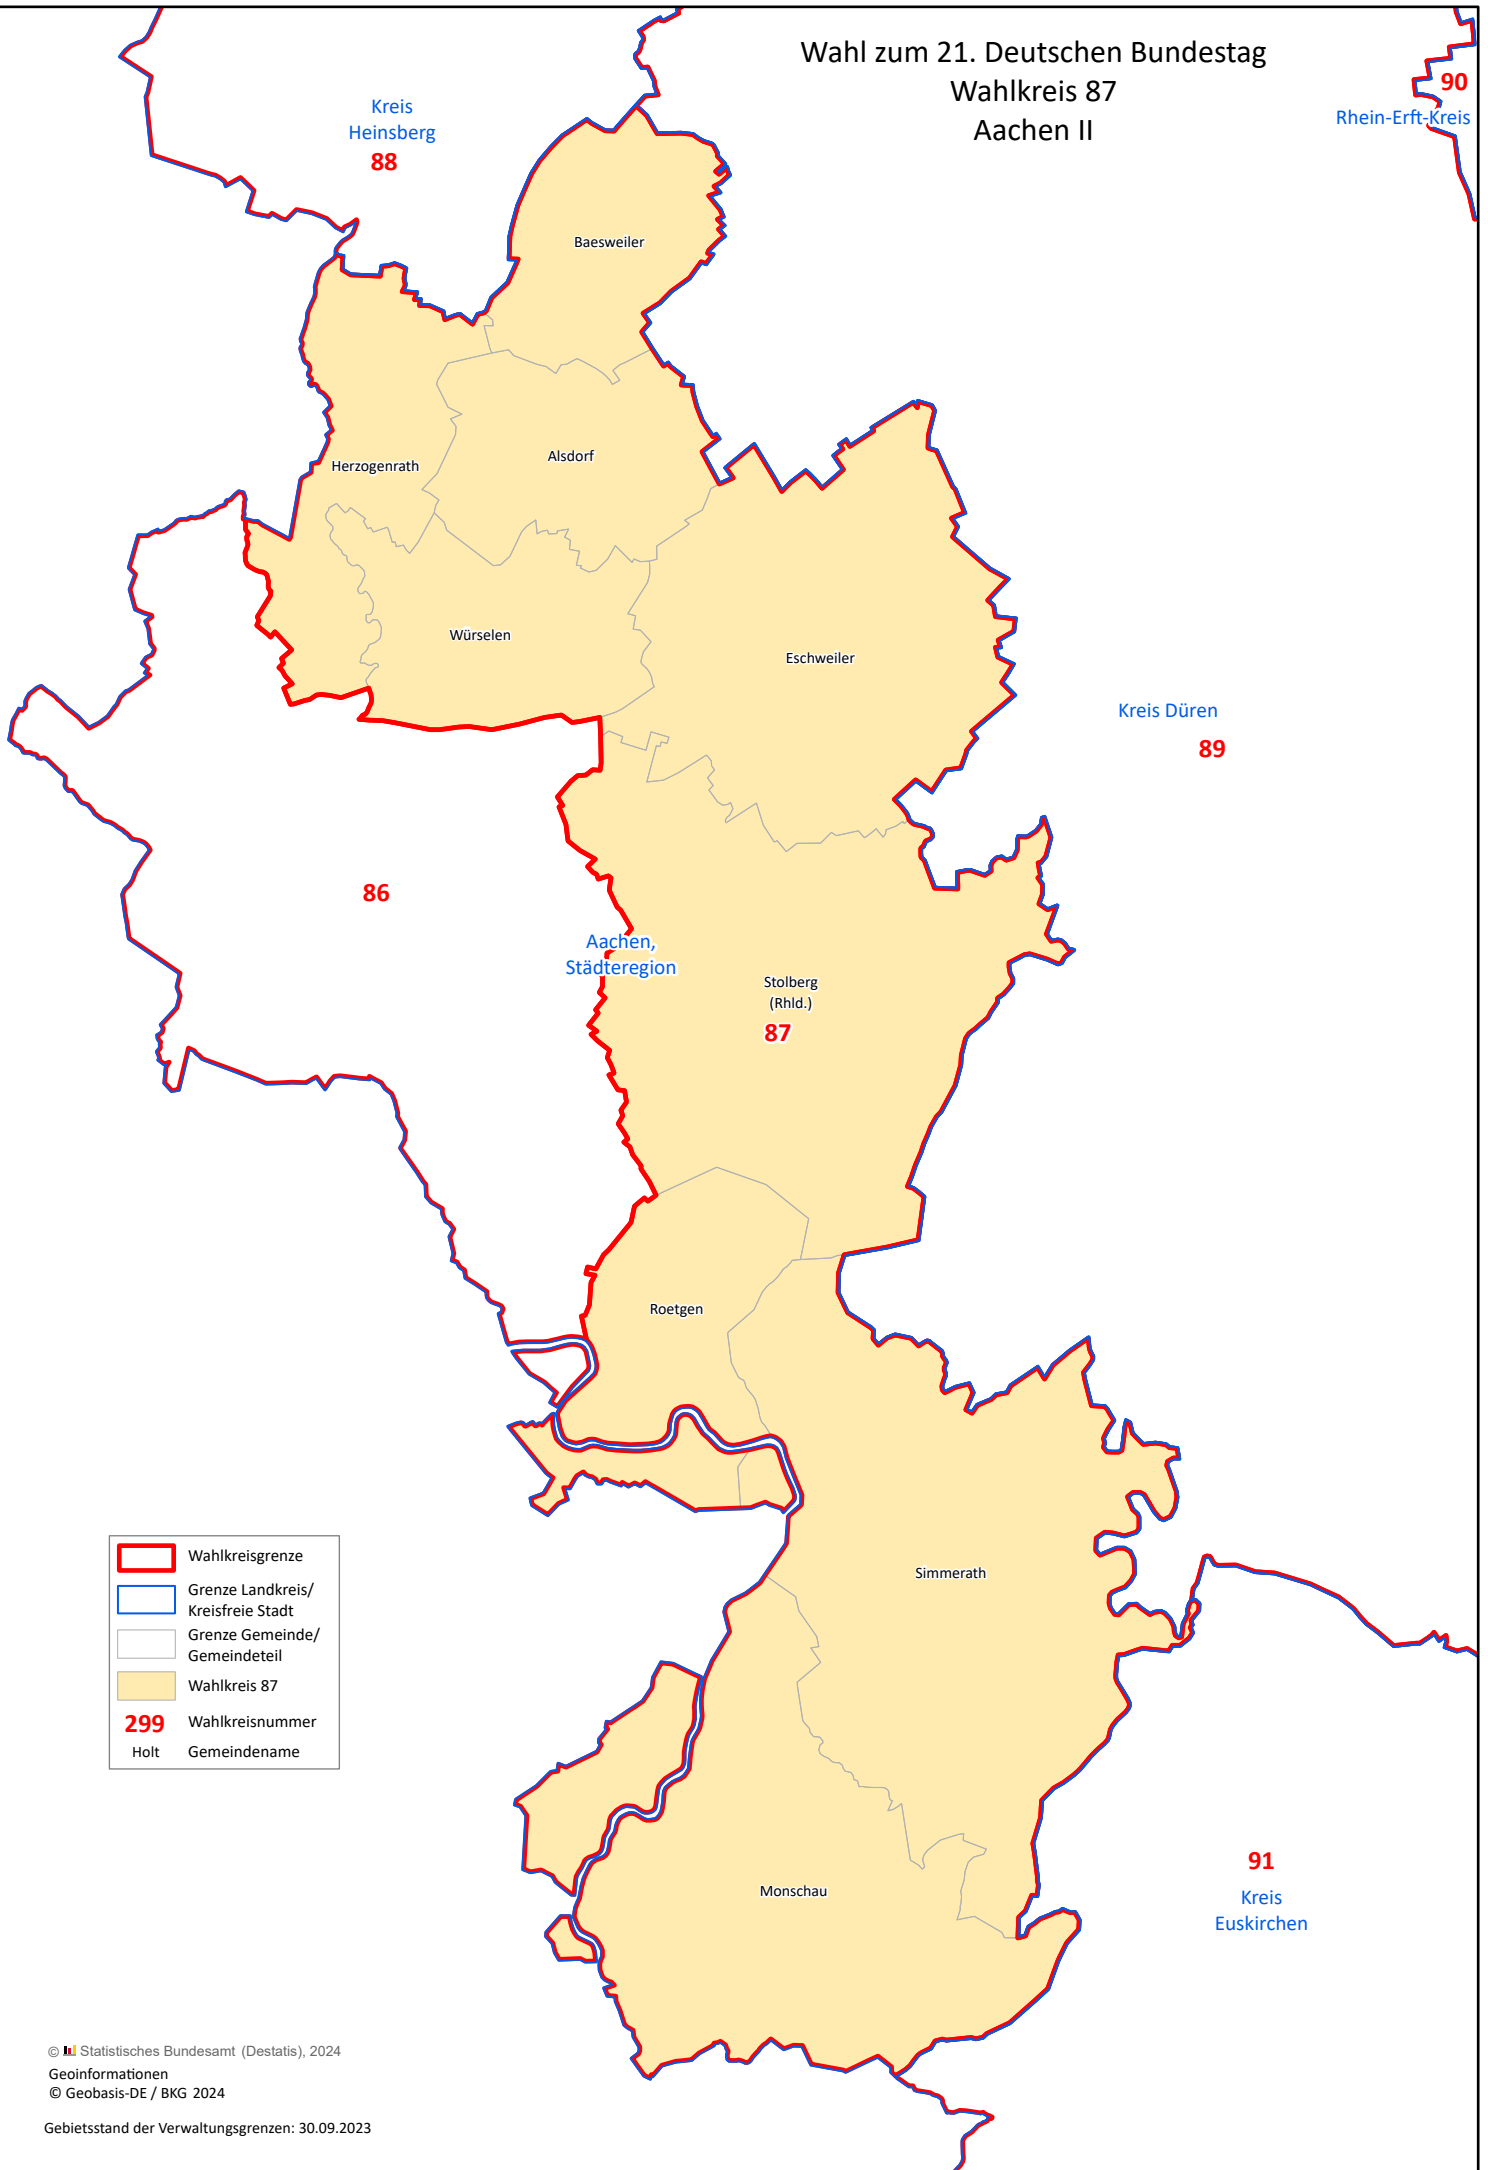 Wahl zum 21. Deutschen Bundestag
Wahlkreis 87
Aachen II
90
Rhein-Erft-Kreis
Kreis
Heinsberg
88
Baesweiler
Herzogenrath
Alsdorf
Würselen
Eschweiler
Kreis Düren
89
86
Aachen,
Städteregion
Stolberg
(Rhld.)
87
Roetgen
Simmerath
Monschau
91
Kreis
Euskirchen
Wahlkreisgrenze
Grenze Landkreis/
Kreisfreie Stadt
Grenze Gemeinde/
Gemeindeteil
Wahlkreis 87
299 Wahlkreisnummer
Holt Gemeindename
© Statistisches Bundesamt (Destatis), 2024
Geoinformationen
© Geobasis-DE / BKG 2024
Gebietsstand der Verwaltungsgrenzen: 30.09.2023